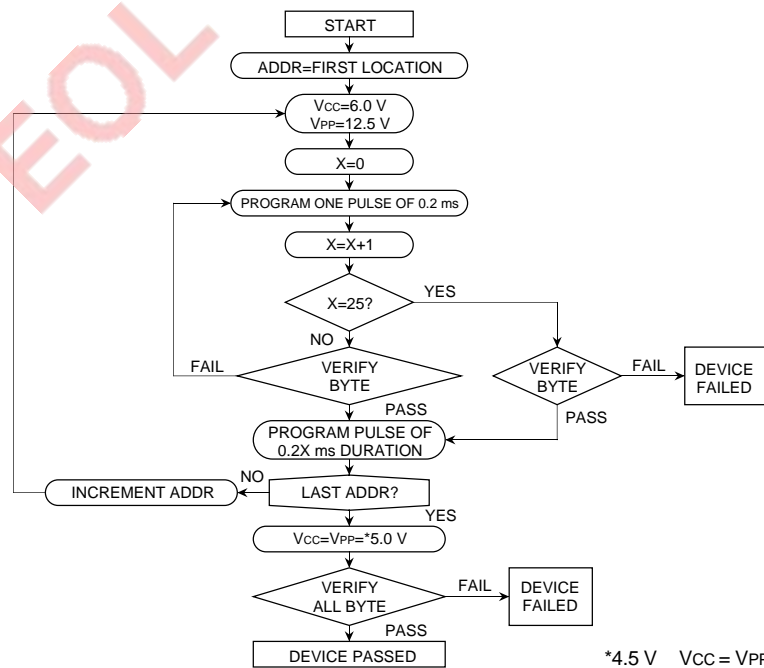 EOL
START
ADDR=FIRST LOCATION
VCC=6.0 V
VPP=12.5 V
X=0
PROGRAM ONE PULSE OF 0.2 ms
X=X+1
X=25?
YES
NO
FAIL
VERIFY
BYTE
PASS
VERIFY
BYTE
FAIL
DEVICE
FAILED
PASS
PROGRAM PULSE OF
0.2X ms DURATION
INCREMENT ADDR
NO
LAST ADDR?
YES
VCC=VPP=*5.0 V
VERIFY
ALL BYTE
FAIL
DEVICE
FAILED
PASS
DEVICE PASSED
*4.5 V VCC = VPP